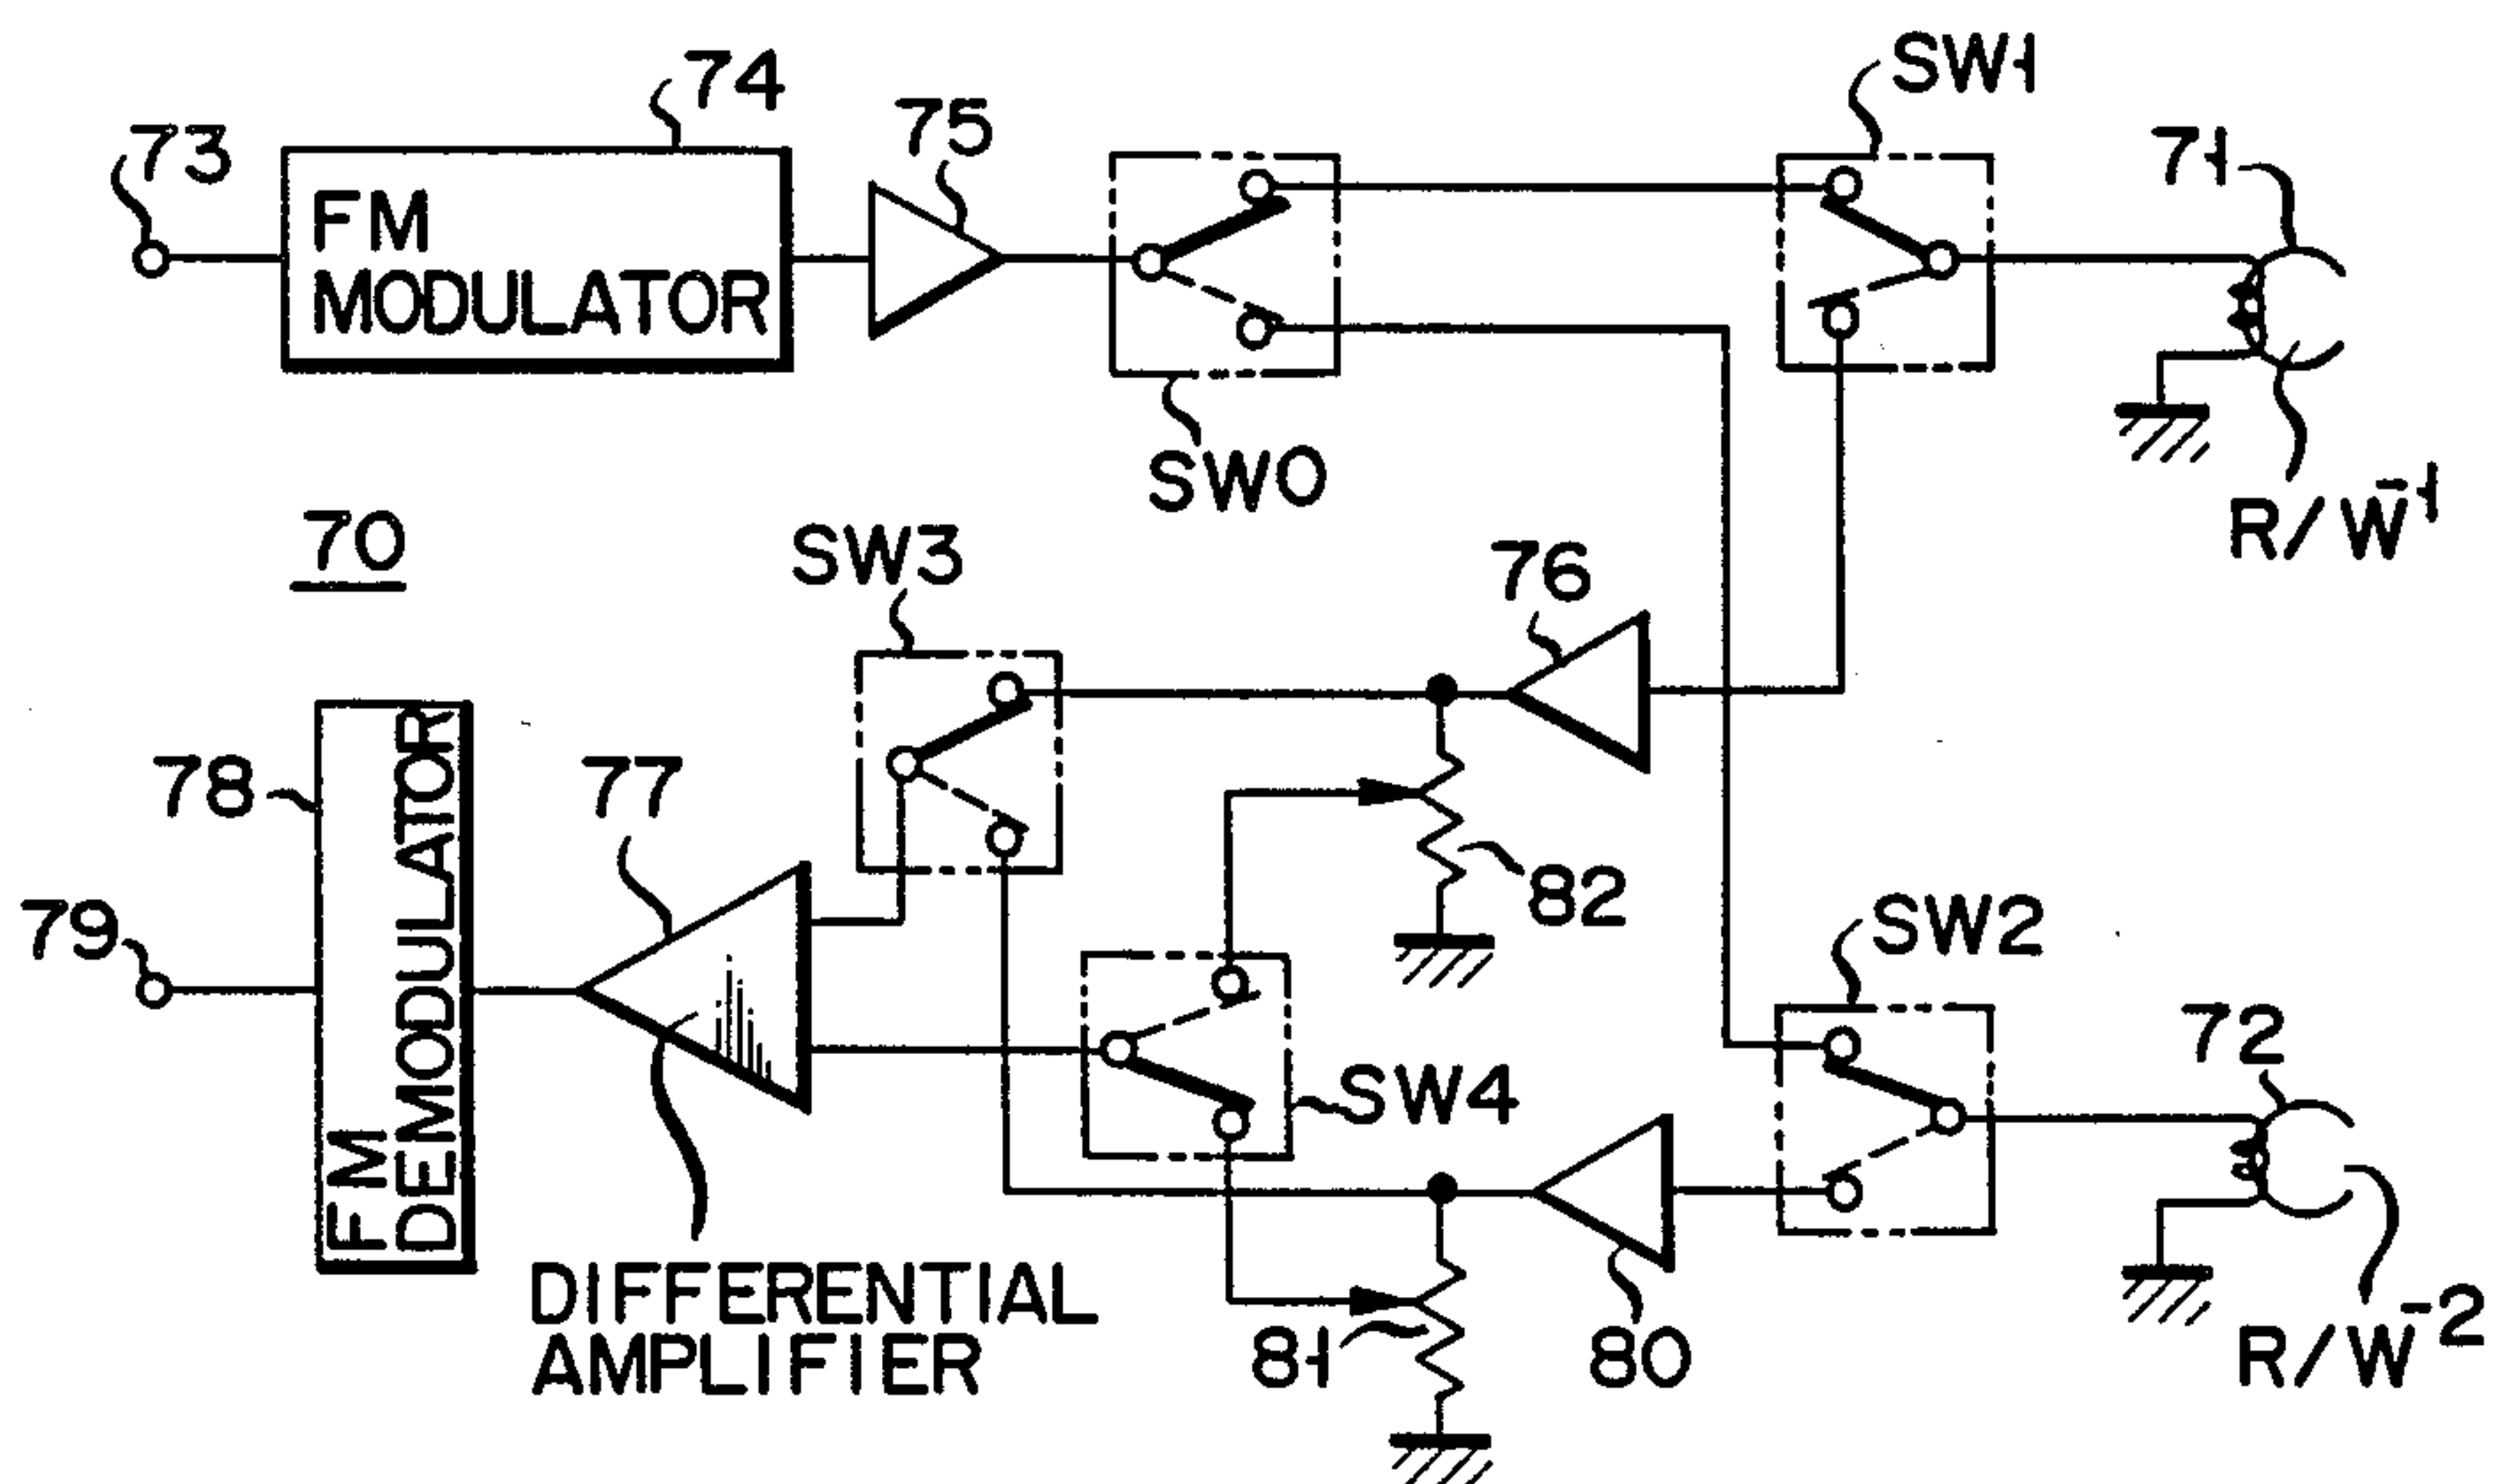 SW1
74
75
73
71
FM
MODULATOR
SW0
R/W-1
70
SW3
76
78
77
82
79
SW2
72
SW4
FM
DEMODULATOR
DIFFERENTIAL
AMPLIFIER
81
80
R/W-2